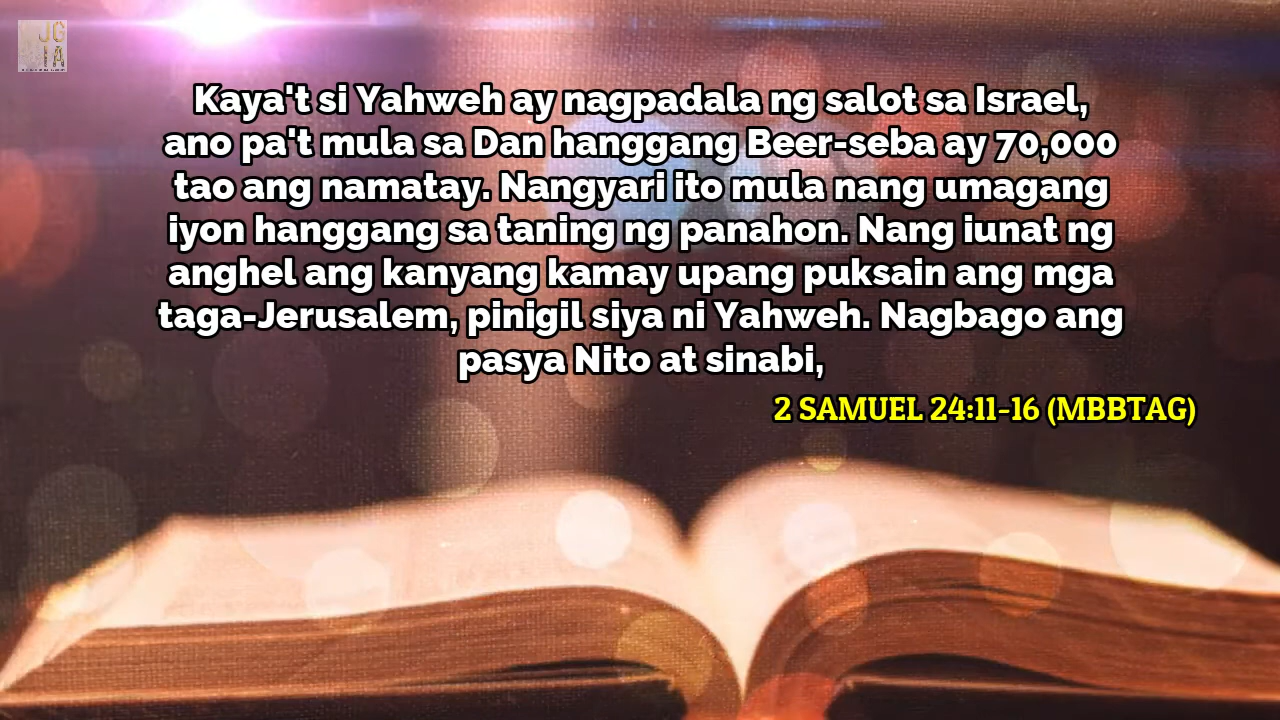 JG
IA
Kaya't si Yahweh ay nagpadala ng salot sa Israel,
ano pa't mula sa Dan hanggang Beer-seba ay 70,000
tao ang namatay. Nangyari ito mula nang umagang
iyon hanggang sa taning ng panahon. Nang iunat ng
anghel ang kanyang kamay upang puksain ang mga
taga-Jerusalem, pinigil siya ni Yahweh. Nagbago ang
pasya Nito at sinabi,
2 SAMUEL 24:11-16 (MBBTAG)